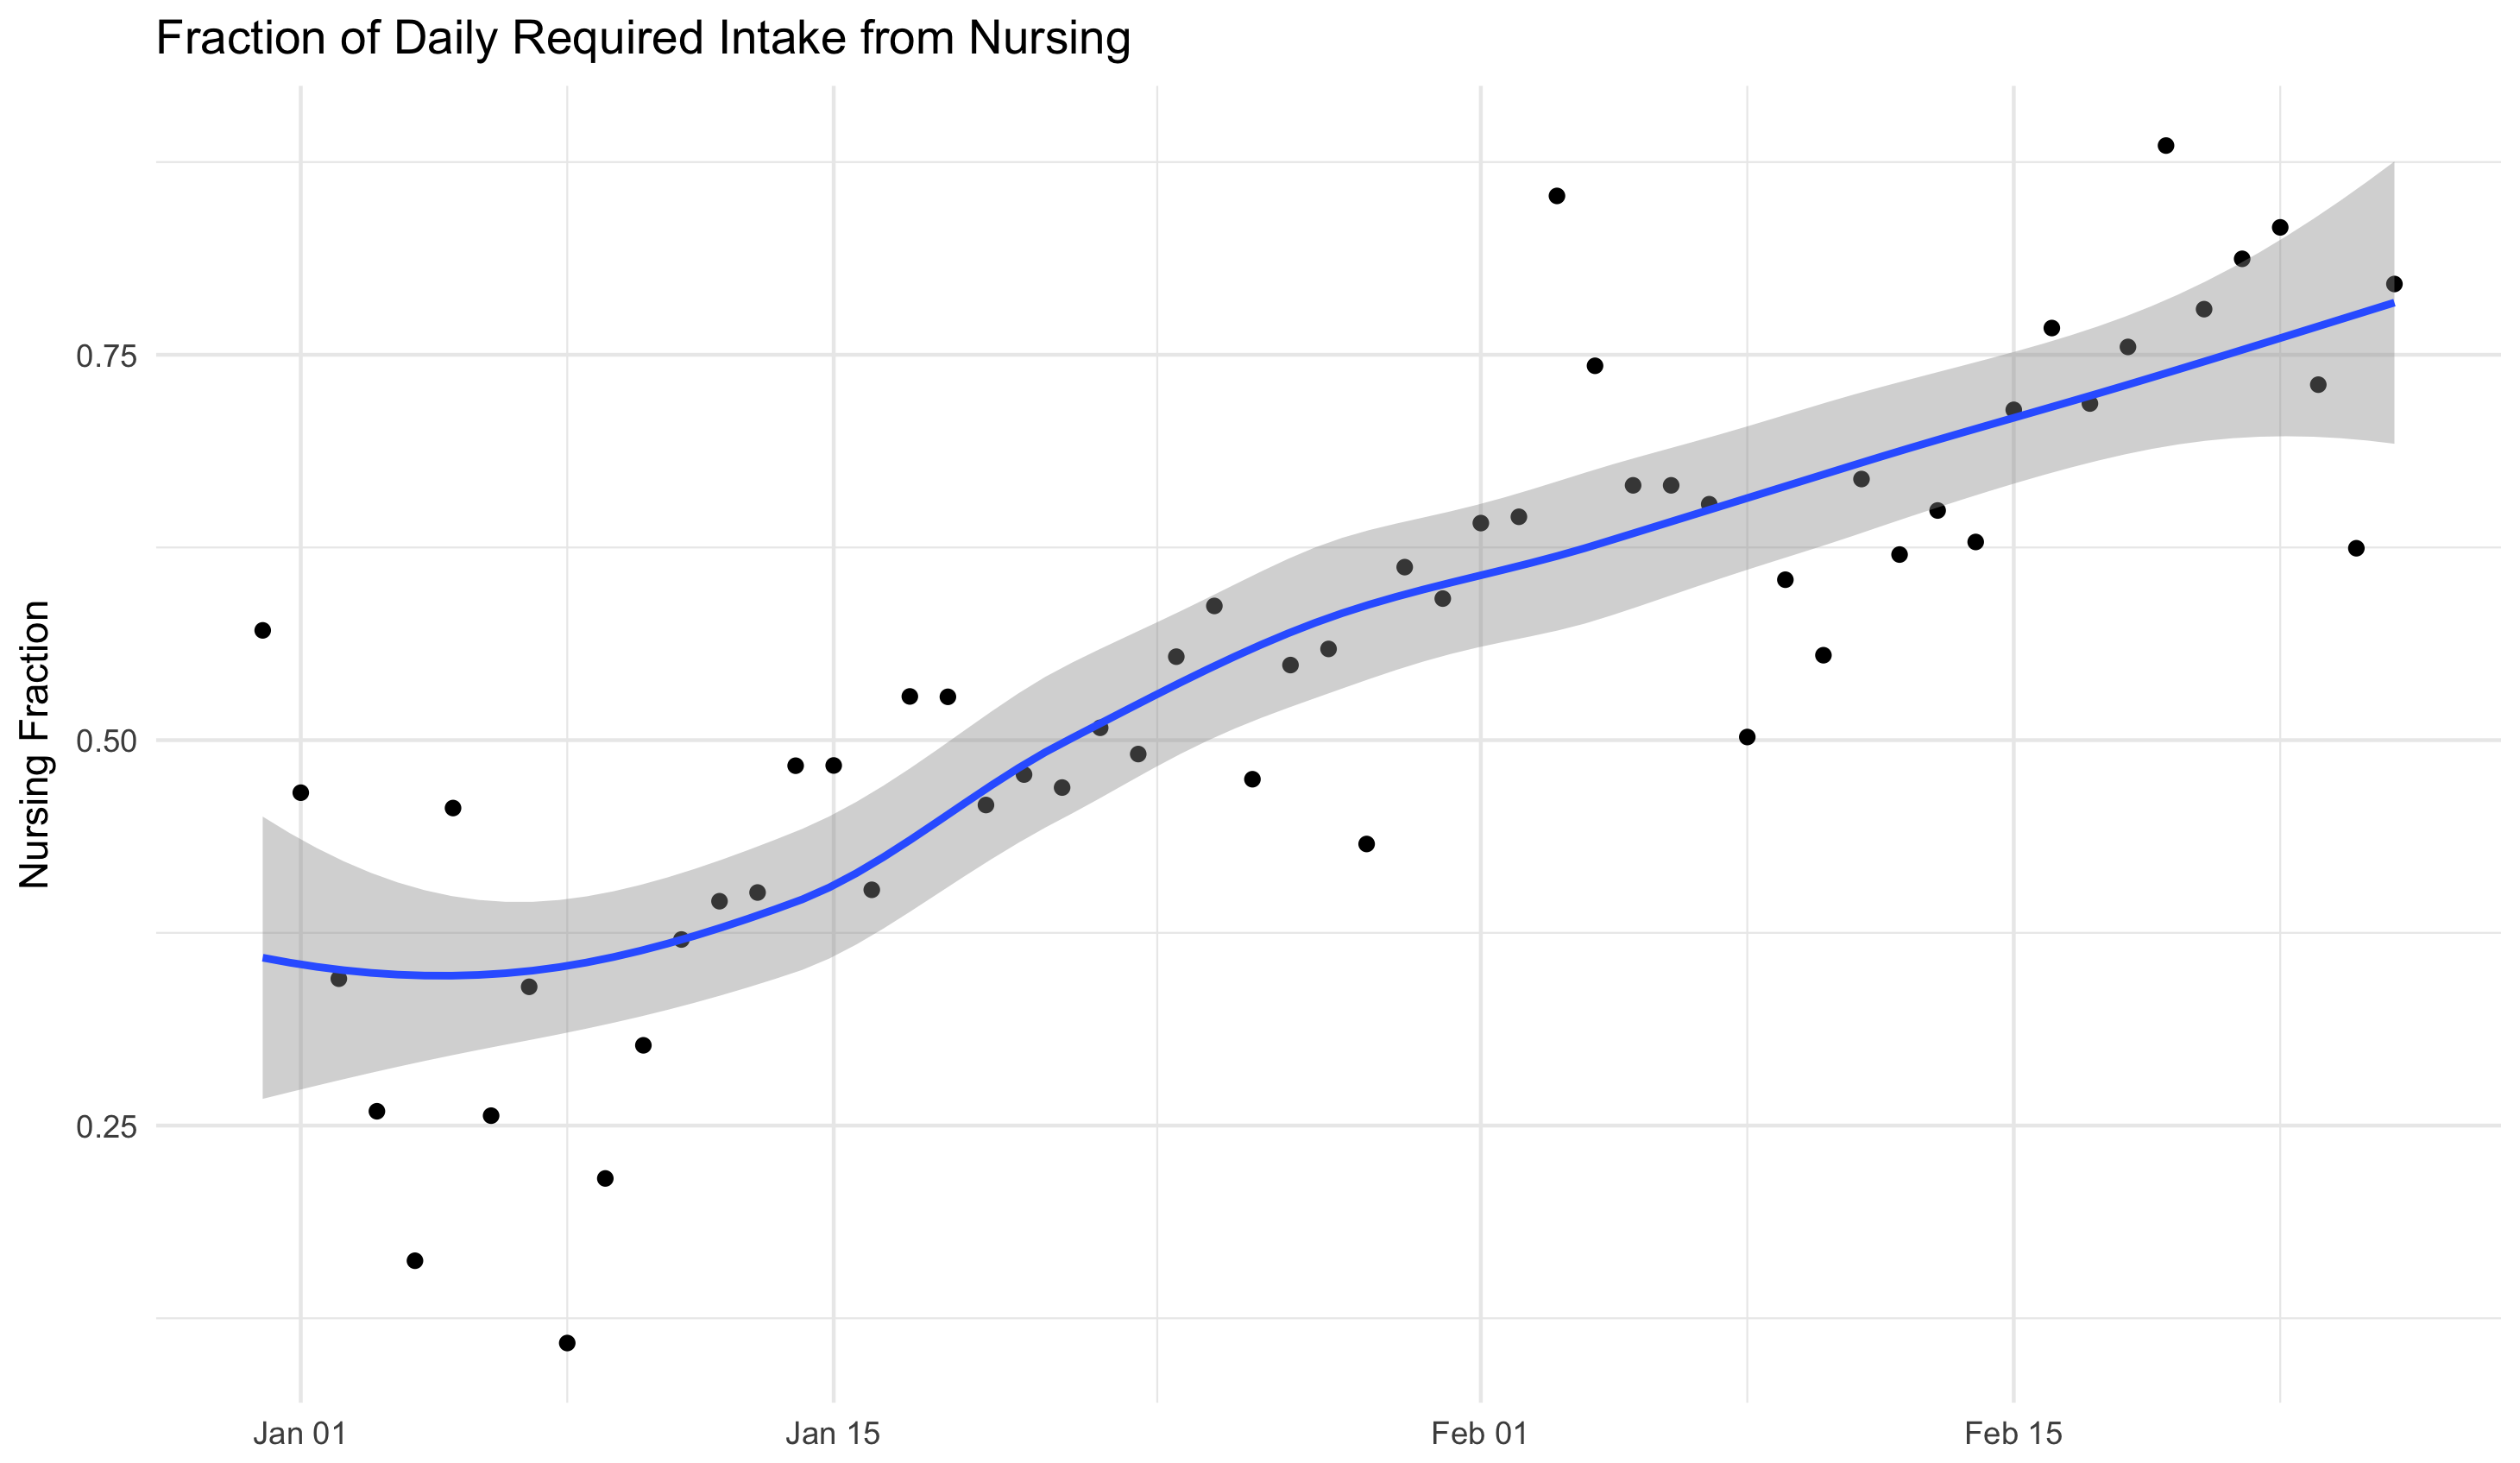 Fraction of Daily Required Intake from Nursing
Nursing Fraction
0.75
0.50
0.25
Jan 01
Jan 15
Feb 01
Feb 15